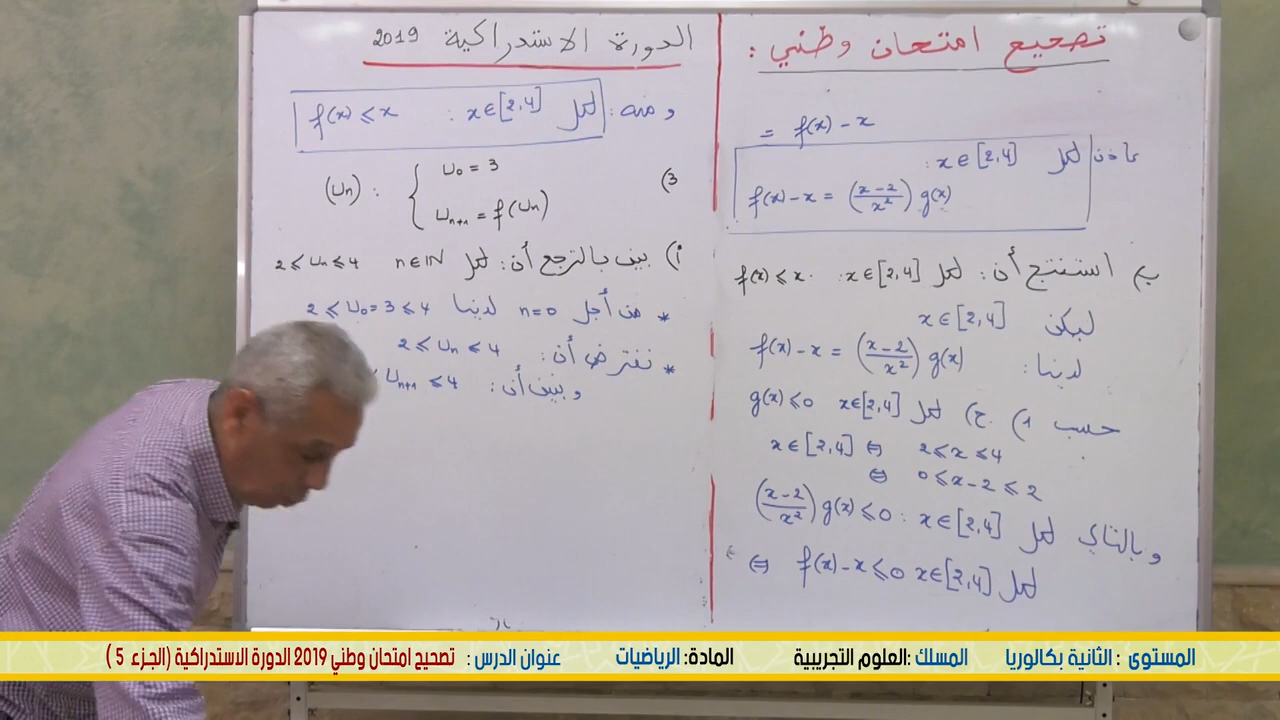 تصحيح امتحان وطني :
= f(x) - x
إذن لكل x ∈ [2,4] :
f(x) - x = (x-2/x²) g(x)
ب) استنتج أن : لكل x ∈ [2,4] : f(x) ⩽ x
ليكن x ∈ [2,4]
لدينا : f(x) - x = (x-2/x²) g(x)
حسب 1) ج) لكل x ∈ [2,4] g(x) ⩽ 0
x ∈ [2,4] ⇔ 2 ⩽ x ⩽ 4
⇔ 0 ⩽ x-2 ⩽ 2
وبالتالي لكل x ∈ [2,4] : (x-2/x²) g(x) ⩽ 0
⇔ f(x) - x ⩽ 0 x ∈ [2,4] لكل
الدورة الاستدراكية 2019
ومنه : لكل x ∈ [2,4] : f(x) ⩽ x
3) (Un) : { U₀ = 3
Un+1 = f(Un)
أ) بين بالترجع أن : لكل n ∈ IN 2 ⩽ Un ⩽ 4
* من أجل n = 0 لدينا 2 ⩽ U₀ = 3 ⩽ 4
* نفترض أن : 2 ⩽ Un ⩽ 4
ونبين أن : Un+1 ⩽ 4
المستوى : الثانية بكالوريا المسلك : العلوم التجريبية المادة : الرياضيات عنوان الدرس : تصحيح امتحان وطني 2019 الدورة الاستدراكية (الجزء 5 )